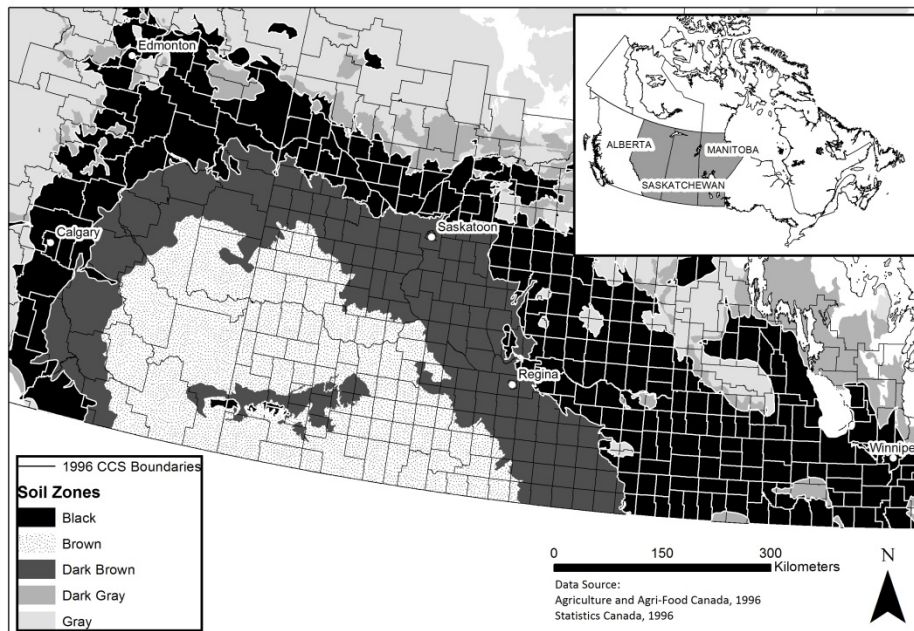 Edmonton
Calgary
Saskatoon
Regina
Winnipe
ALBERTA
MANITOBA
SASKATCHEWAN
1996 CCS Boundaries
Soil Zones
Black
Brown
Dark Brown
Dark Gray
Gray
0 150 300
Kilometers
Data Source:
Agriculture and Agri-Food Canada, 1996
Statistics Canada, 1996
N